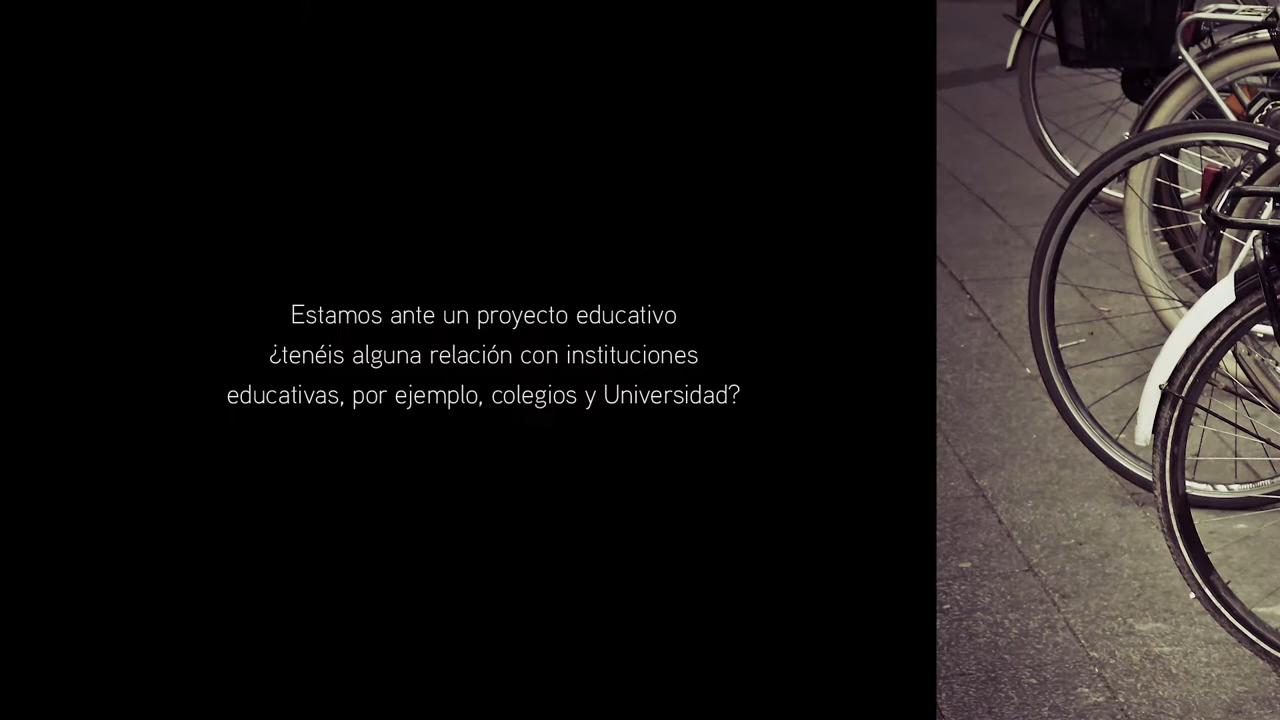 Estamos ante un proyecto educativo
¿tenéis alguna relación con instituciones
educativas, por ejemplo, colegios y Universidad?